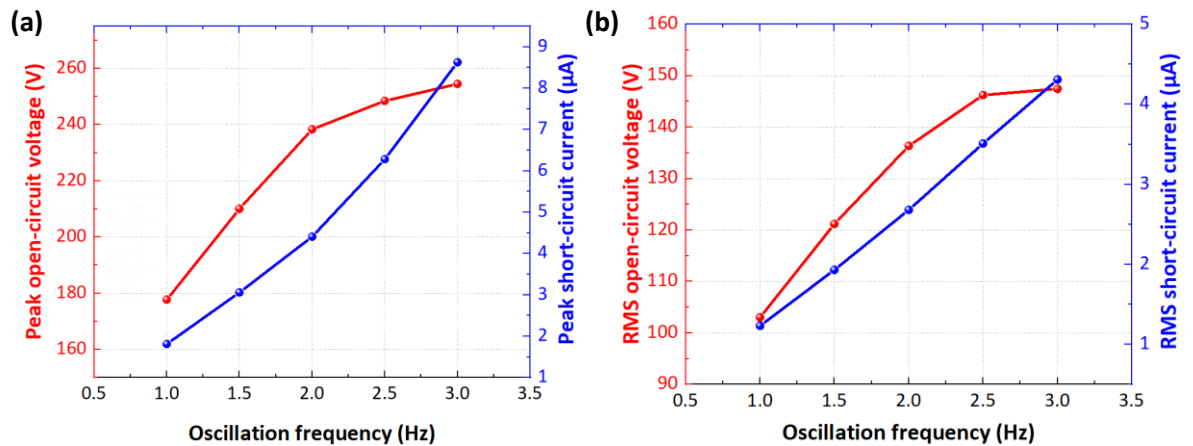 (a)
Peak open-circuit voltage (V)
260
240
220
200
180
160
9
8
7
6
5
4
3
2
1
Peak short-circuit current (µA)
0.5 1.0 1.5 2.0 2.5 3.0 3.5
Oscillation frequency (Hz)
(b)
RMS open-circuit voltage (V)
160
150
140
130
120
110
100
90
5
4
3
2
1
RMS short-circuit current (µA)
0.5 1.0 1.5 2.0 2.5 3.0 3.5
Oscillation frequency (Hz)